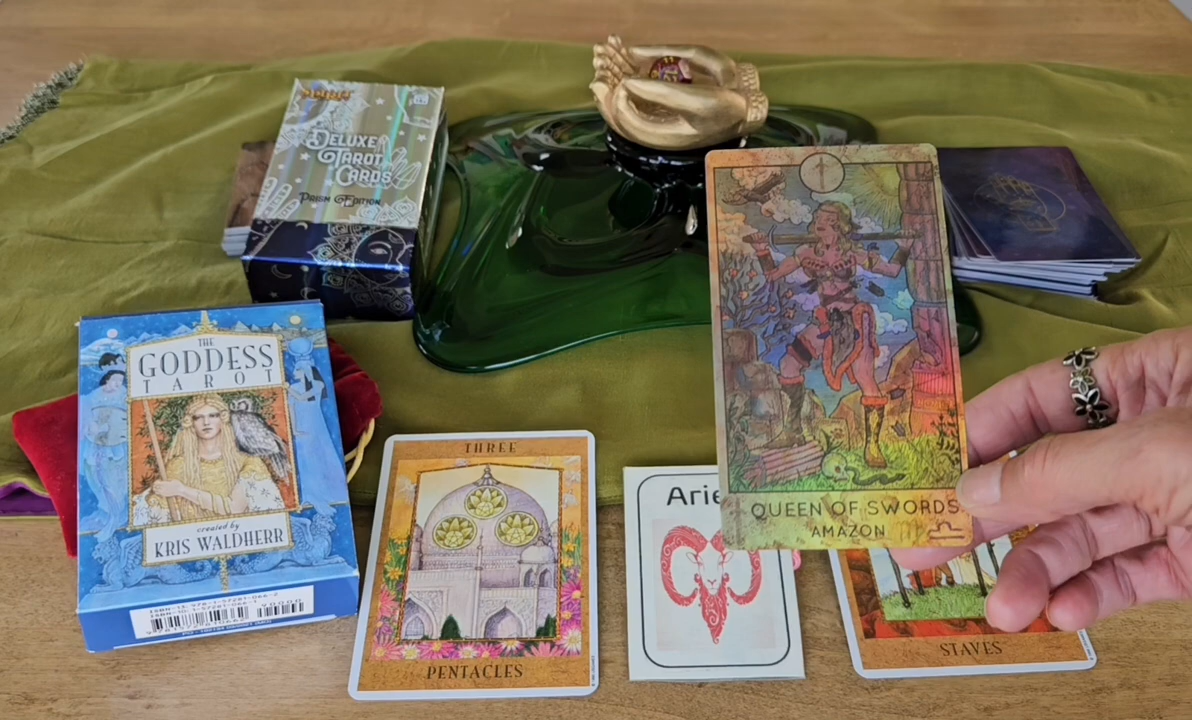 DELUXE
TAROT
CARDS
PRISM EDITION
THE
GODDESS
TAROT
created by
KRIS WALDHERR
THREE
PENTACLES
Arie
QUEEN OF SWORDS
AMAZON
STAVES